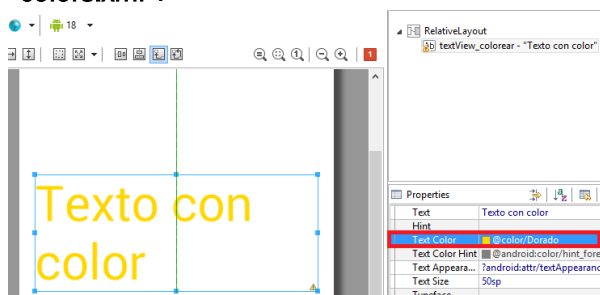 18
1
RelativeLayout
textView_colorear - "Texto con color"
Texto con
color
Properties
Text Texto con color
Hint
Text Color @color/Dorado
Text Color Hint @android:color/hint_fore
Text Appeara... ?android:attr/textAppearanc
Text Size 50sp